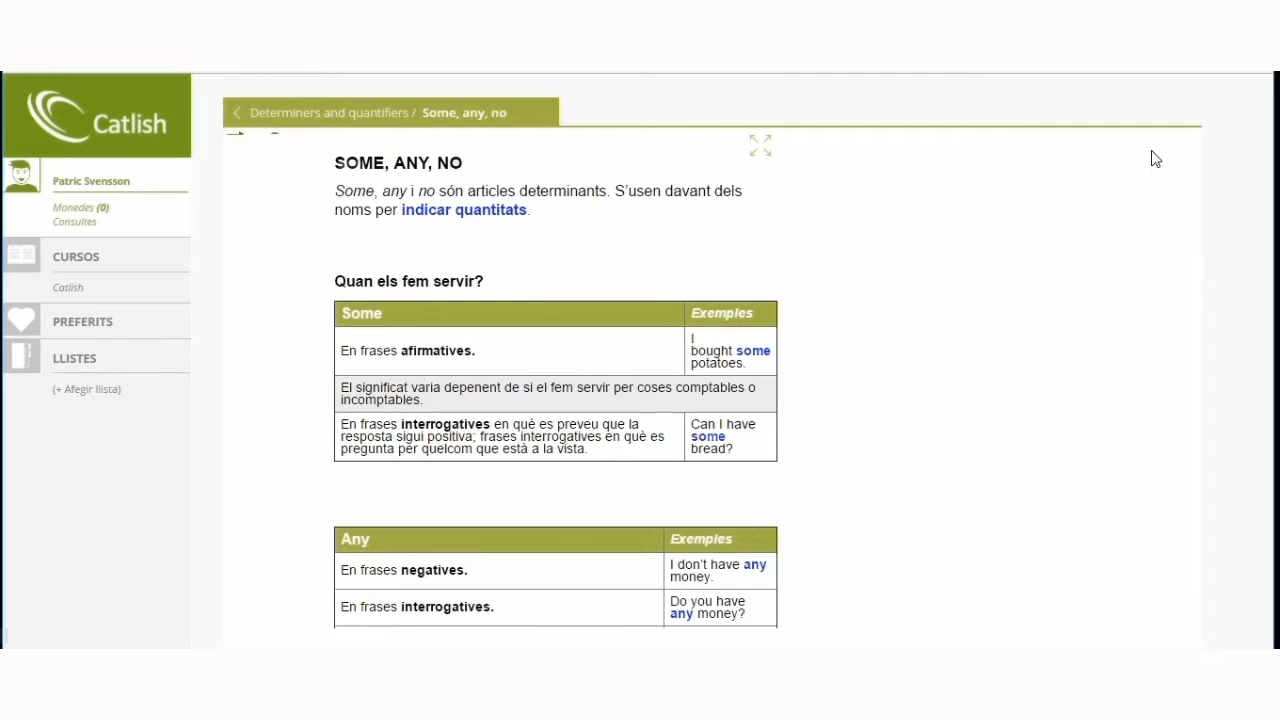 Catlish
Patric Svensson
Monedes (0)
Consultes
CURSOS
Catlish
PREFERITS
LLISTES
(+ Afegir llista)
Determiners and quantifiers / Some, any, no
SOME, ANY, NO
Some, any i no són articles determinants. S’usen davant dels
noms per indicar quantitats.
Quan els fem servir?
Some
Exemples
En frases afirmatives.
I
bought some
potatoes.
El significat varia depenent de si el fem servir per coses comptables o
incomptables.
En frases interrogatives en què es preveu que la
resposta sigui positiva; frases interrogatives en què es
pregunta per quelcom que està a la vista.
Can I have
some
bread?
Any
Exemples
En frases negatives.
I don’t have any
money.
En frases interrogatives.
Do you have
any money?